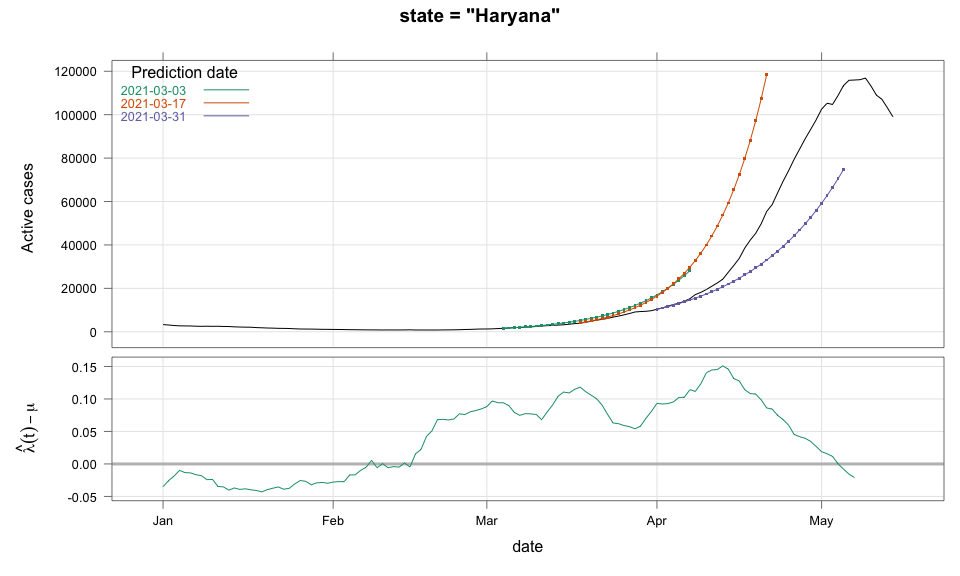 state = "Haryana"
Prediction date
2021-03-03
2021-03-17
2021-03-31
120000
100000
80000
60000
40000
20000
0
Active cases
0.15
0.10
0.05
0.00
-0.05
λ̂(t) − μ
Jan Feb Mar Apr May
date